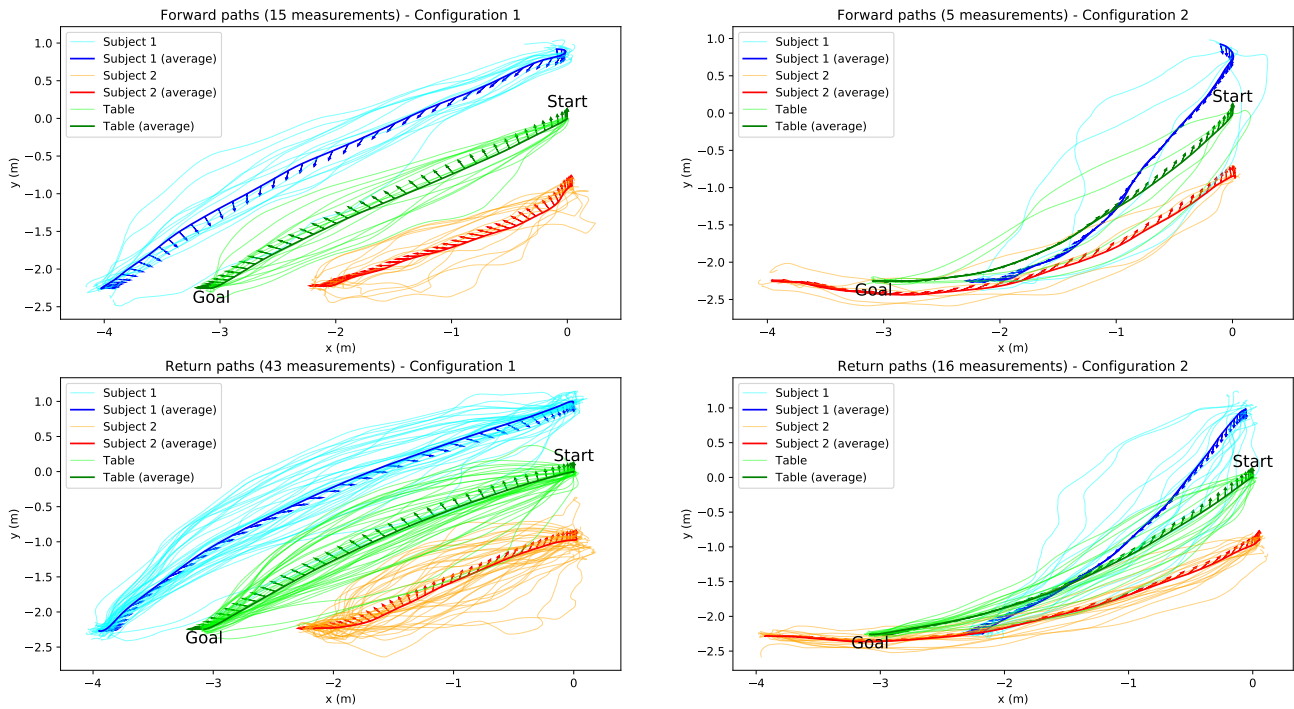 Forward paths (15 measurements) - Configuration 1
Subject 1
Subject 1 (average)
Subject 2
Subject 2 (average)
Table
Table (average)
Start
Goal
1.0
0.5
0.0
−0.5
−1.0
−1.5
−2.0
−2.5
y (m)
−4
−3
−2
−1
0
x (m)
Forward paths (5 measurements) - Configuration 2
Subject 1
Subject 1 (average)
Subject 2
Subject 2 (average)
Table
Table (average)
Start
Goal
1.0
0.5
0.0
−0.5
−1.0
−1.5
−2.0
−2.5
y (m)
−4
−3
−2
−1
0
x (m)
Return paths (43 measurements) - Configuration 1
Subject 1
Subject 1 (average)
Subject 2
Subject 2 (average)
Table
Table (average)
Start
Goal
1.0
0.5
0.0
−0.5
−1.0
−1.5
−2.0
−2.5
y (m)
−4
−3
−2
−1
0
x (m)
Return paths (16 measurements) - Configuration 2
Subject 1
Subject 1 (average)
Subject 2
Subject 2 (average)
Table
Table (average)
Start
Goal
1.0
0.5
0.0
−0.5
−1.0
−1.5
−2.0
−2.5
y (m)
−4
−3
−2
−1
0
x (m)